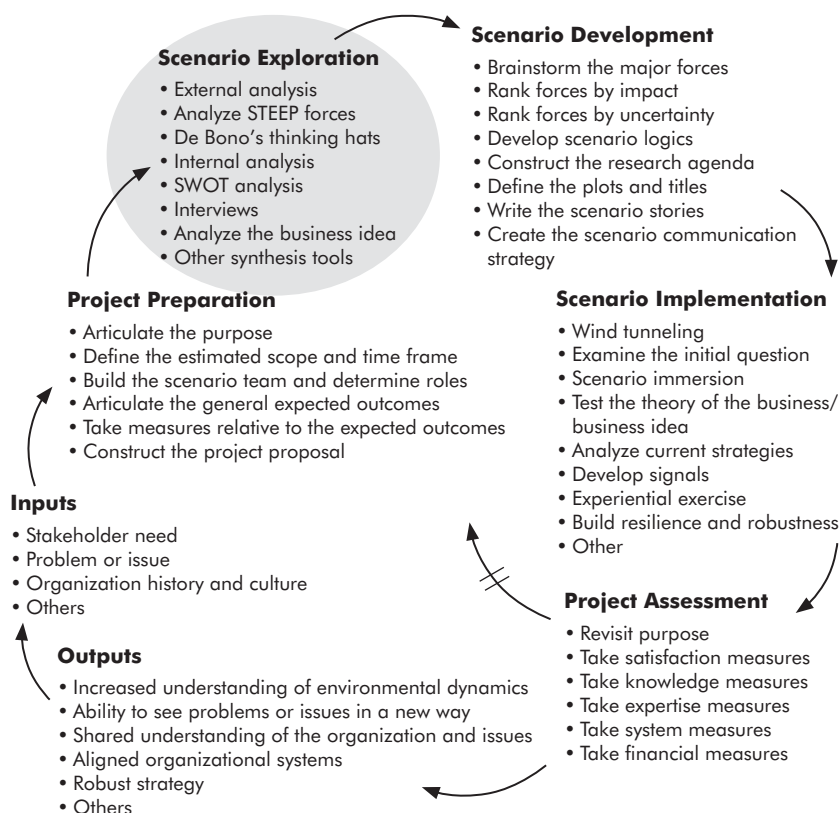 Scenario Exploration
• External analysis
• Analyze STEEP forces
• De Bono's thinking hats
• Internal analysis
• SWOT analysis
• Interviews
• Analyze the business idea
• Other synthesis tools
Scenario Development
• Brainstorm the major forces
• Rank forces by impact
• Rank forces by uncertainty
• Develop scenario logics
• Construct the research agenda
• Define the plots and titles
• Write the scenario stories
• Create the scenario communication
strategy
Project Preparation
• Articulate the purpose
• Define the estimated scope and time frame
• Build the scenario team and determine roles
• Articulate the general expected outcomes
• Take measures relative to the expected outcomes
• Construct the project proposal
Scenario Implementation
• Wind tunneling
• Examine the initial question
• Scenario immersion
• Test the theory of the business/
business idea
• Analyze current strategies
• Develop signals
• Experiential exercise
• Build resilience and robustness
• Other
Inputs
• Stakeholder need
• Problem or issue
• Organization history and culture
• Others
Project Assessment
• Revisit purpose
• Take satisfaction measures
• Take knowledge measures
• Take expertise measures
• Take system measures
• Take financial measures
Outputs
• Increased understanding of environmental dynamics
• Ability to see problems or issues in a new way
• Shared understanding of the organization and issues
• Aligned organizational systems
• Robust strategy
• Others